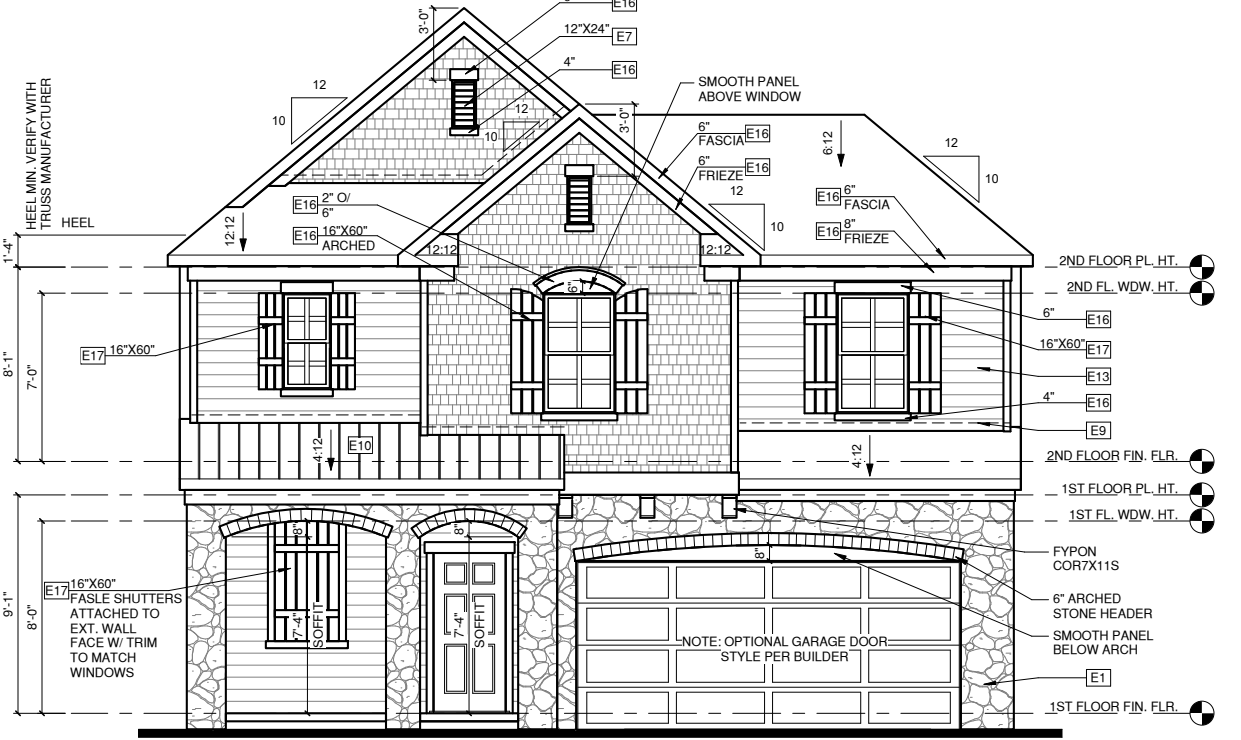 E16
3'-0"
12"X24" E7
4" E16
SMOOTH PANEL
ABOVE WINDOW
HEEL MIN. VERIFY WITH
TRUSS MANUFACTURER
HEEL
1'-4"
12
10
12
10
3'-0"
6"
FASCIA E16
6"
FRIEZE E16
12
10
6:12
12
10
E16 6"
FASCIA
E16 8"
FRIEZE
E16 2" O/
6"
E16 16"X60"
ARCHED
12:12
12:12
12:12
6"
2ND FLOOR PL. HT.
2ND FL. WDW. HT.
6" E16
16"X60" E17
E13
4" E16
E9
E17 16"X60"
8'-1"
7'-0"
4:12
E10
4:12
2ND FLOOR FIN. FLR.
1ST FLOOR PL. HT.
1ST FL. WDW. HT.
FYPON
COR7X11S
6" ARCHED
STONE HEADER
SMOOTH PANEL
BELOW ARCH
E1
1ST FLOOR FIN. FLR.
9'-1"
8'-0"
E17 16"X60"
FASLE SHUTTERS
ATTACHED TO
EXT. WALL
FACE W/ TRIM
TO MATCH
WINDOWS
8"
7'-4"
SOFFIT
8"
7'-4"
SOFFIT
8"
NOTE: OPTIONAL GARAGE DOOR
STYLE PER BUILDER